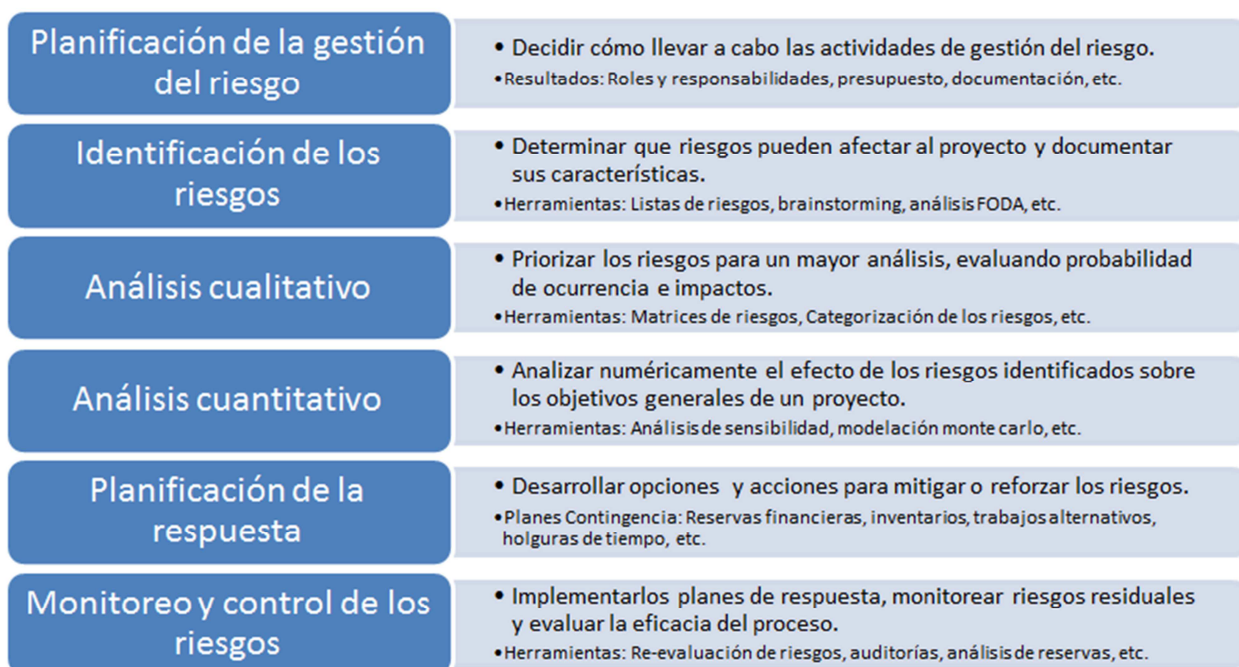 Planificación de la gestión
del riesgo
• Decidir cómo llevar a cabo las actividades de gestión del riesgo.
•Resultados: Roles y responsabilidades, presupuesto, documentación, etc.
Identificación de los
riesgos
• Determinar que riesgos pueden afectar al proyecto y documentar
sus características.
•Herramientas: Listas de riesgos, brainstorming, análisis FODA, etc.
Análisis cualitativo
• Priorizar los riesgos para un mayor análisis, evaluando probabilidad
de ocurrencia e impactos.
•Herramientas: Matrices de riesgos, Categorización de los riesgos, etc.
Análisis cuantitativo
• Analizar numéricamente el efecto de los riesgos identificados sobre
los objetivos generales de un proyecto.
•Herramientas: Análisis de sensibilidad, modelación monte carlo, etc.
Planificación de la
respuesta
• Desarrollar opciones y acciones para mitigar o reforzar los riesgos.
•Planes Contingencia: Reservas financieras, inventarios, trabajos alternativos,
holguras de tiempo, etc.
Monitoreo y control de los
riesgos
• Implementarlos planes de respuesta, monitorear riesgos residuales
y evaluar la eficacia del proceso.
•Herramientas: Re-evaluación de riesgos, auditorías, análisis de reservas, etc.